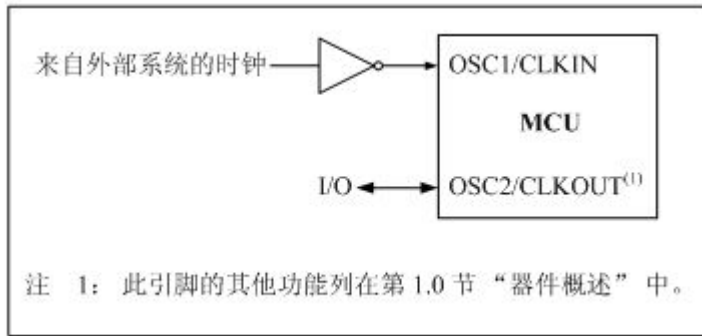 来自外部系统的时钟
OSC1/CLKIN
MCU
I/O
OSC2/CLKOUT(1)
注 1: 此引脚的其他功能列在第 1.0 节 “器件概述” 中。